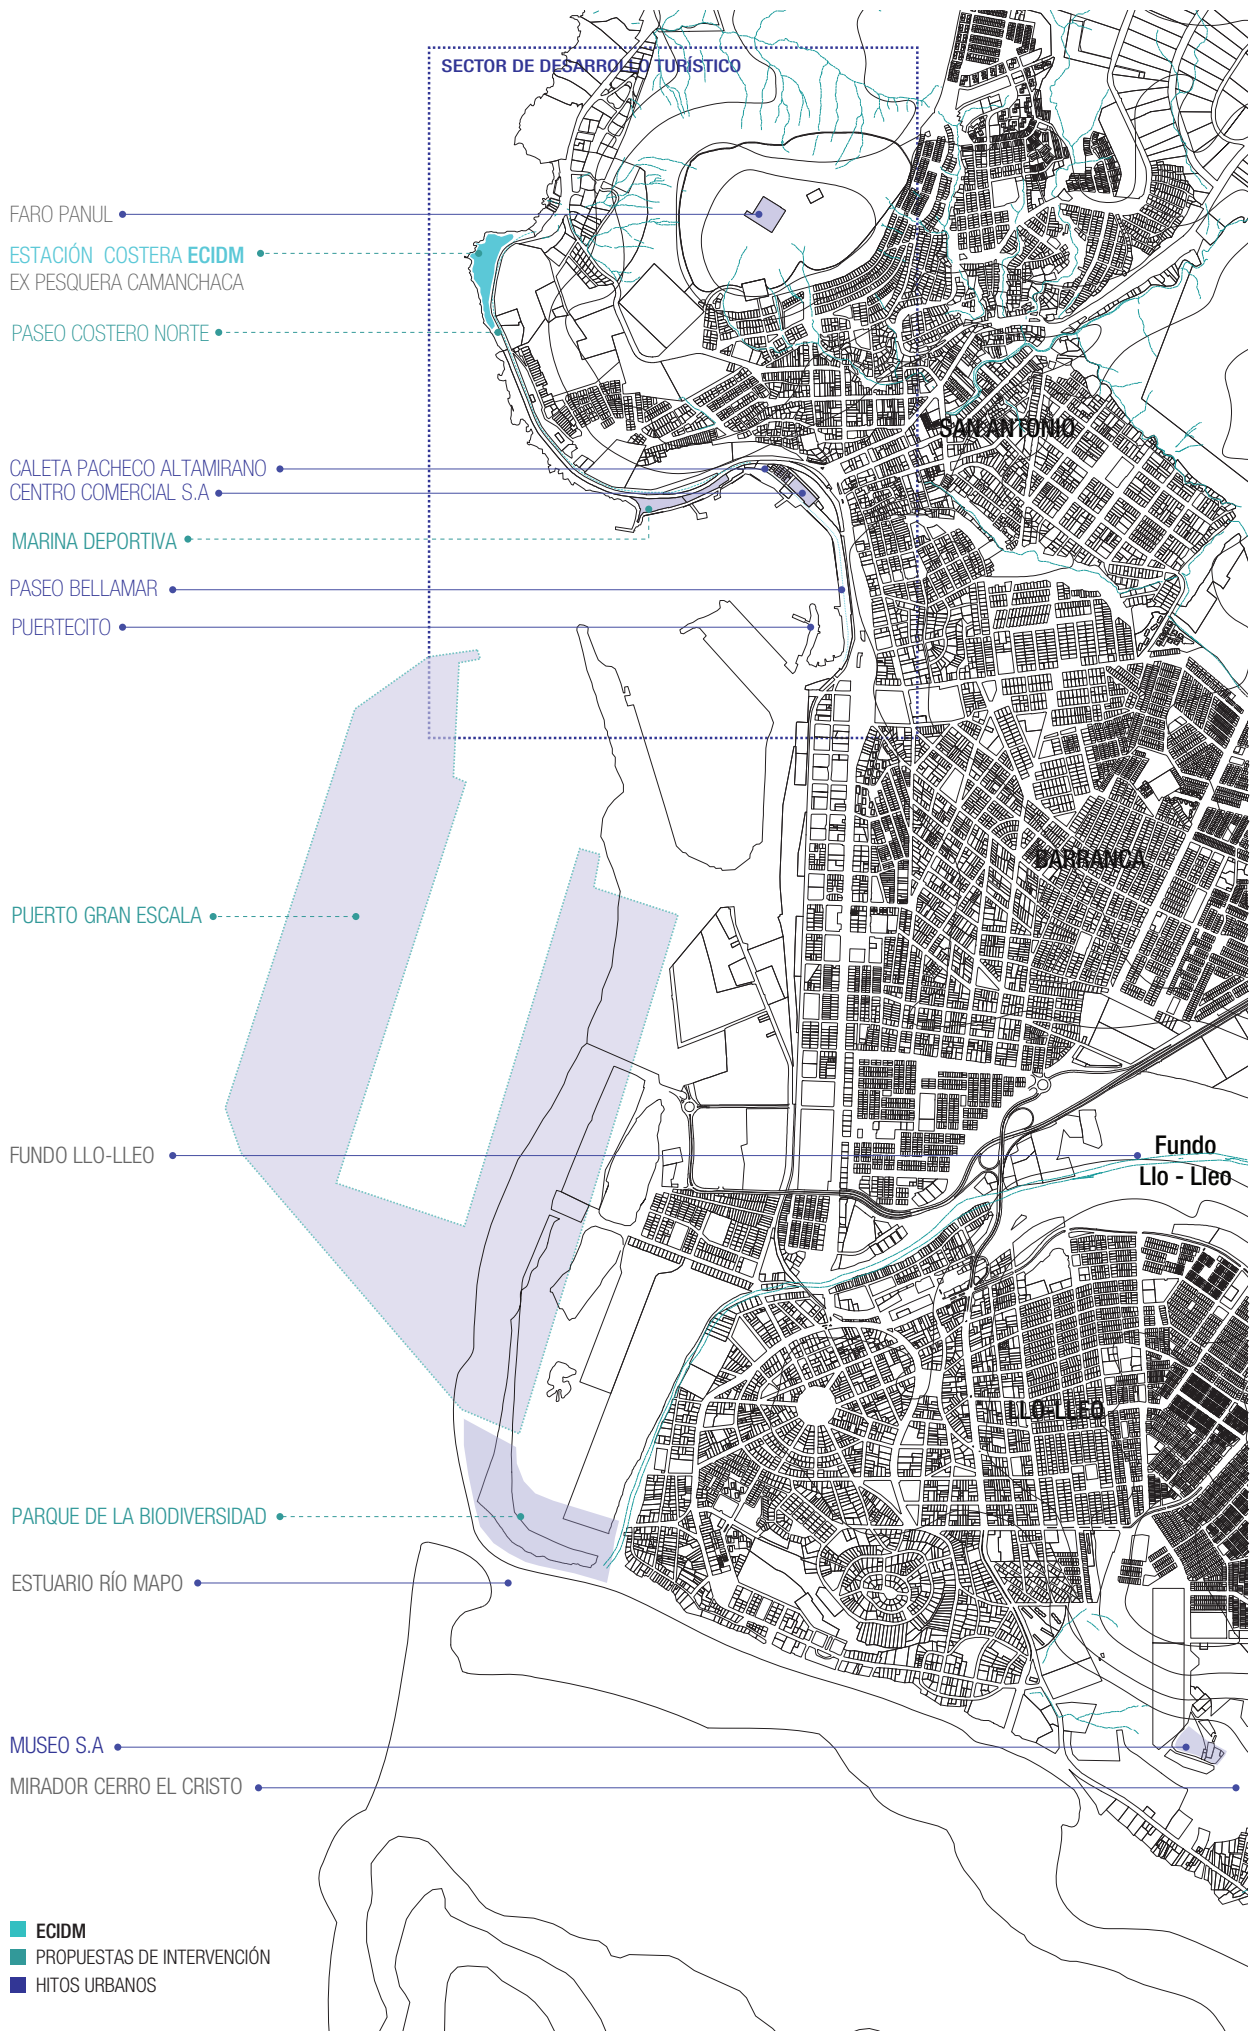 SECTOR DE DESARROLLO TURÍSTICO
FARO PANUL
ESTACIÓN COSTERA ECIDM
EX PESQUERA CAMANCHACA
PASEO COSTERO NORTE
SAN ANTONIO
CALETA PACHECO ALTAMIRANO
CENTRO COMERCIAL S.A
MARINA DEPORTIVA
PASEO BELLAMAR
PUERTECITO
BARRANCA
PUERTO GRAN ESCALA
FUNDO LLO-LLEO
Fundo
Llo - Lleo
LLO-LLEO
PARQUE DE LA BIODIVERSIDAD
ESTUARIO RÍO MAPO
MUSEO S.A
MIRADOR CERRO EL CRISTO
ECIDM
PROPUESTAS DE INTERVENCIÓN
HITOS URBANOS